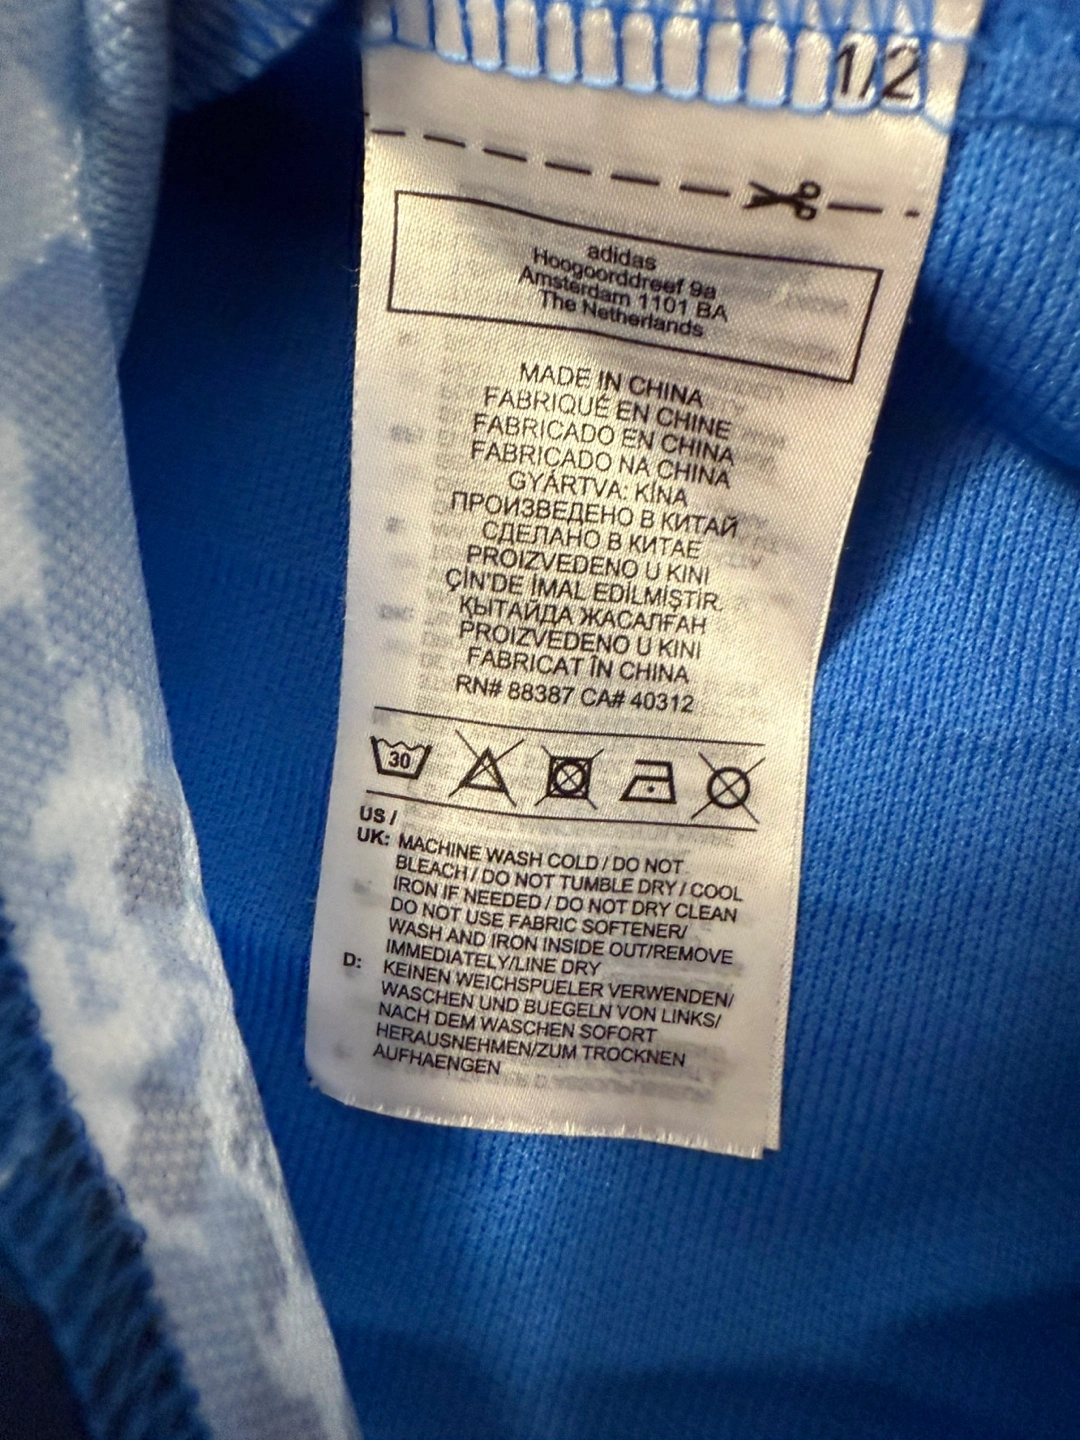 1/2
adidas
Hoogoorddreef 9a
Amsterdam 1101 BA
The Netherlands
MADE IN CHINA
FABRIQUÉ EN CHINE
FABRICADO EN CHINA
FABRICADO NA CHINA
GYÁRTVA: KÍNA
ПРОИЗВЕДЕНО В КИТАЙ
СДЕЛАНО В КИТАЕ
PROIZVEDENO U KINI
ÇİN'DE İMAL EDİLMİŞTİR.
ҚЫТАЙДА ЖАСАЛҒАН
PROIZVEDENO U KINI
FABRICAT ÎN CHINA
RN# 88387 CA# 40312
30
US /
UK: MACHINE WASH COLD / DO NOT
BLEACH / DO NOT TUMBLE DRY / COOL
IRON IF NEEDED / DO NOT DRY CLEAN
DO NOT USE FABRIC SOFTENER/
WASH AND IRON INSIDE OUT/REMOVE
IMMEDIATELY/LINE DRY
D: KEINEN WEICHSPUELER VERWENDEN/
WASCHEN UND BUEGELN VON LINKS/
NACH DEM WASCHEN SOFORT
HERAUSNEHMEN/ZUM TROCKNEN
AUFHAENGEN